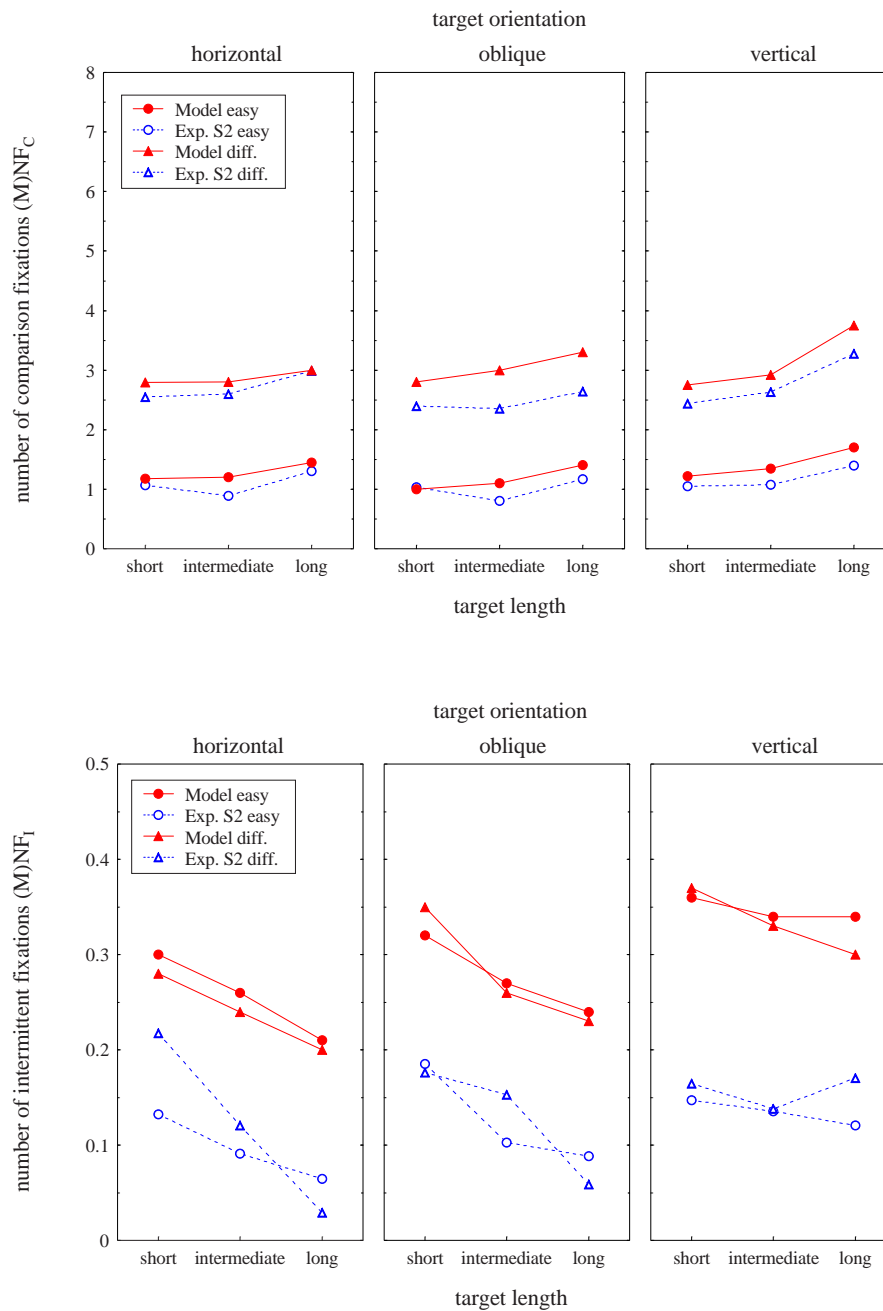 target orientation
horizontal oblique vertical
8
7
6
5
4
3
2
1
0
number of comparison fixations (M)NF_C
Model easy
Exp. S2 easy
Model diff.
Exp. S2 diff.
short intermediate long short intermediate long short intermediate long
target length
target orientation
horizontal oblique vertical
0.5
0.4
0.3
0.2
0.1
0
number of intermittent fixations (M)NF_I
Model easy
Exp. S2 easy
Model diff.
Exp. S2 diff.
short intermediate long short intermediate long short intermediate long
target length